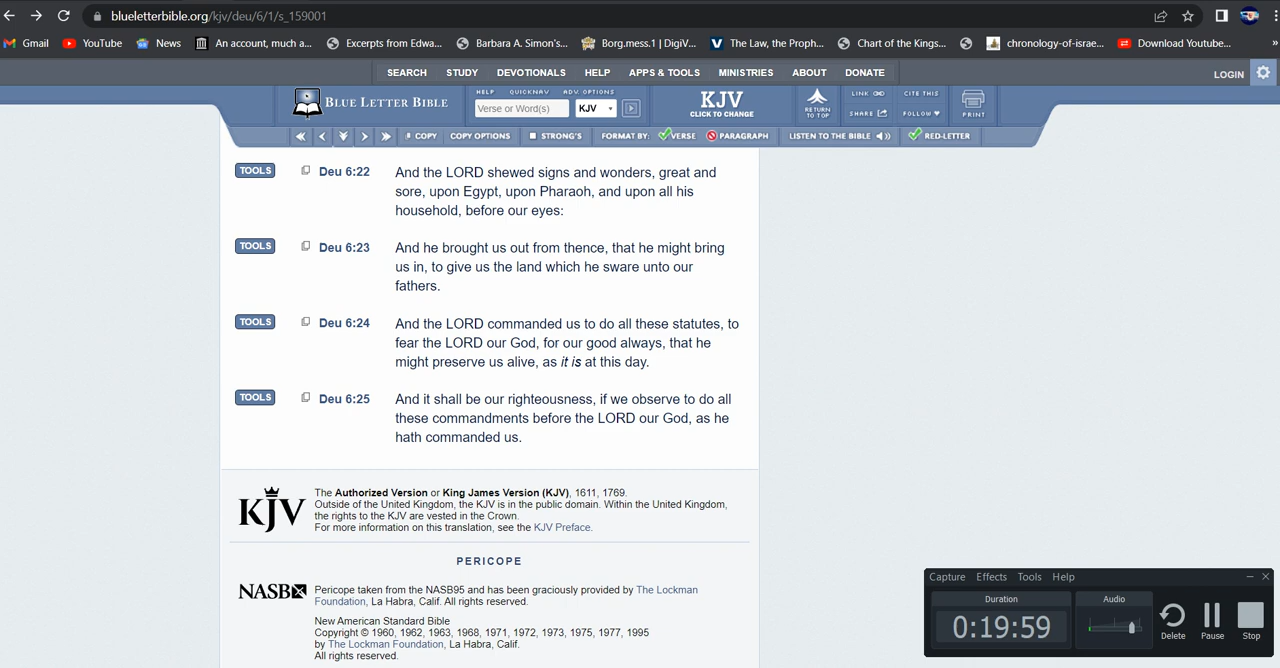 blueletterbible.org/kjv/deu/6/1/s_159001
Gmail YouTube News An account, much a... Excerpts from Edwa... Barbara A. Simon's... Borg.mess.1 | DigiV... The Law, the Proph... Chart of the Kings... chronology-of-israe... Download Youtube... »
SEARCH STUDY DEVOTIONALS HELP APPS & TOOLS MINISTRIES ABOUT DONATE LOGIN
HELP QUICKNAV ADV. OPTIONS
BLUE LETTER BIBLE Verse or Word(s) KJV
KJV
CLICK TO CHANGE
RETURN
TO TOP
LINK CITE THIS
SHARE FOLLOW PRINT
COPY COPY OPTIONS STRONG'S FORMAT BY: VERSE PARAGRAPH LISTEN TO THE BIBLE RED-LETTER
TOOLS Deu 6:22 And the LORD shewed signs and wonders, great and
sore, upon Egypt, upon Pharaoh, and upon all his
household, before our eyes:
TOOLS Deu 6:23 And he brought us out from thence, that he might bring
us in, to give us the land which he sware unto our
fathers.
TOOLS Deu 6:24 And the LORD commanded us to do all these statutes, to
fear the LORD our God, for our good always, that he
might preserve us alive, as it is at this day.
TOOLS Deu 6:25 And it shall be our righteousness, if we observe to do all
these commandments before the LORD our God, as he
hath commanded us.
KJV
The Authorized Version or King James Version (KJV), 1611, 1769.
Outside of the United Kingdom, the KJV is in the public domain. Within the United Kingdom,
the rights to the KJV are vested in the Crown.
For more information on this translation, see the KJV Preface.
PERICOPE
NASB
Pericope taken from the NASB95 and has been graciously provided by The Lockman
Foundation, La Habra, Calif. All rights reserved.
New American Standard Bible
Copyright © 1960, 1962, 1963, 1968, 1971, 1972, 1973, 1975, 1977, 1995
by The Lockman Foundation, La Habra, Calif.
All rights reserved.
Capture Effects Tools Help
Duration Audio
0:19:59
Delete Pause Stop